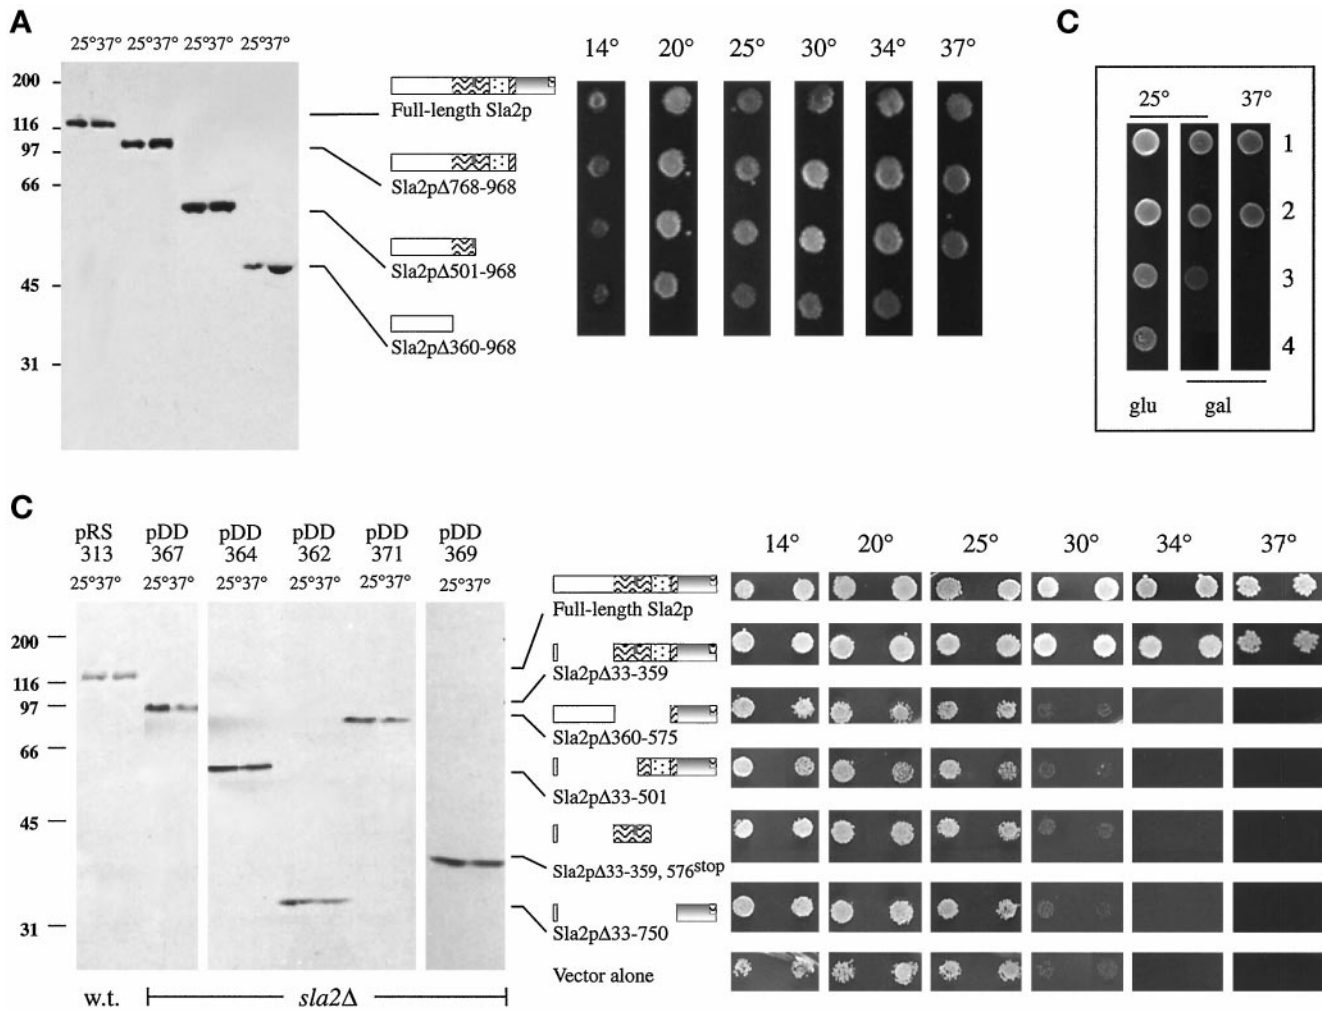 A
25°37° 25°37° 25°37° 25°37°
200
116
97
66
45
31
Full-length Sla2p
Sla2pΔ768-968
Sla2pΔ501-968
Sla2pΔ360-968
14° 20° 25° 30° 34° 37°
C
25° 37°
1
2
3
4
glu gal
C
pRS 313 pDD 367 pDD 364 pDD 362 pDD 371 pDD 369
25°37° 25°37° 25°37° 25°37° 25°37° 25°37°
200
116
97
66
45
31
w.t. sla2Δ
14° 20° 25° 30° 34° 37°
Full-length Sla2p
Sla2pΔ33-359
Sla2pΔ360-575
Sla2pΔ33-501
Sla2pΔ33-359, 576stop
Sla2pΔ33-750
Vector alone